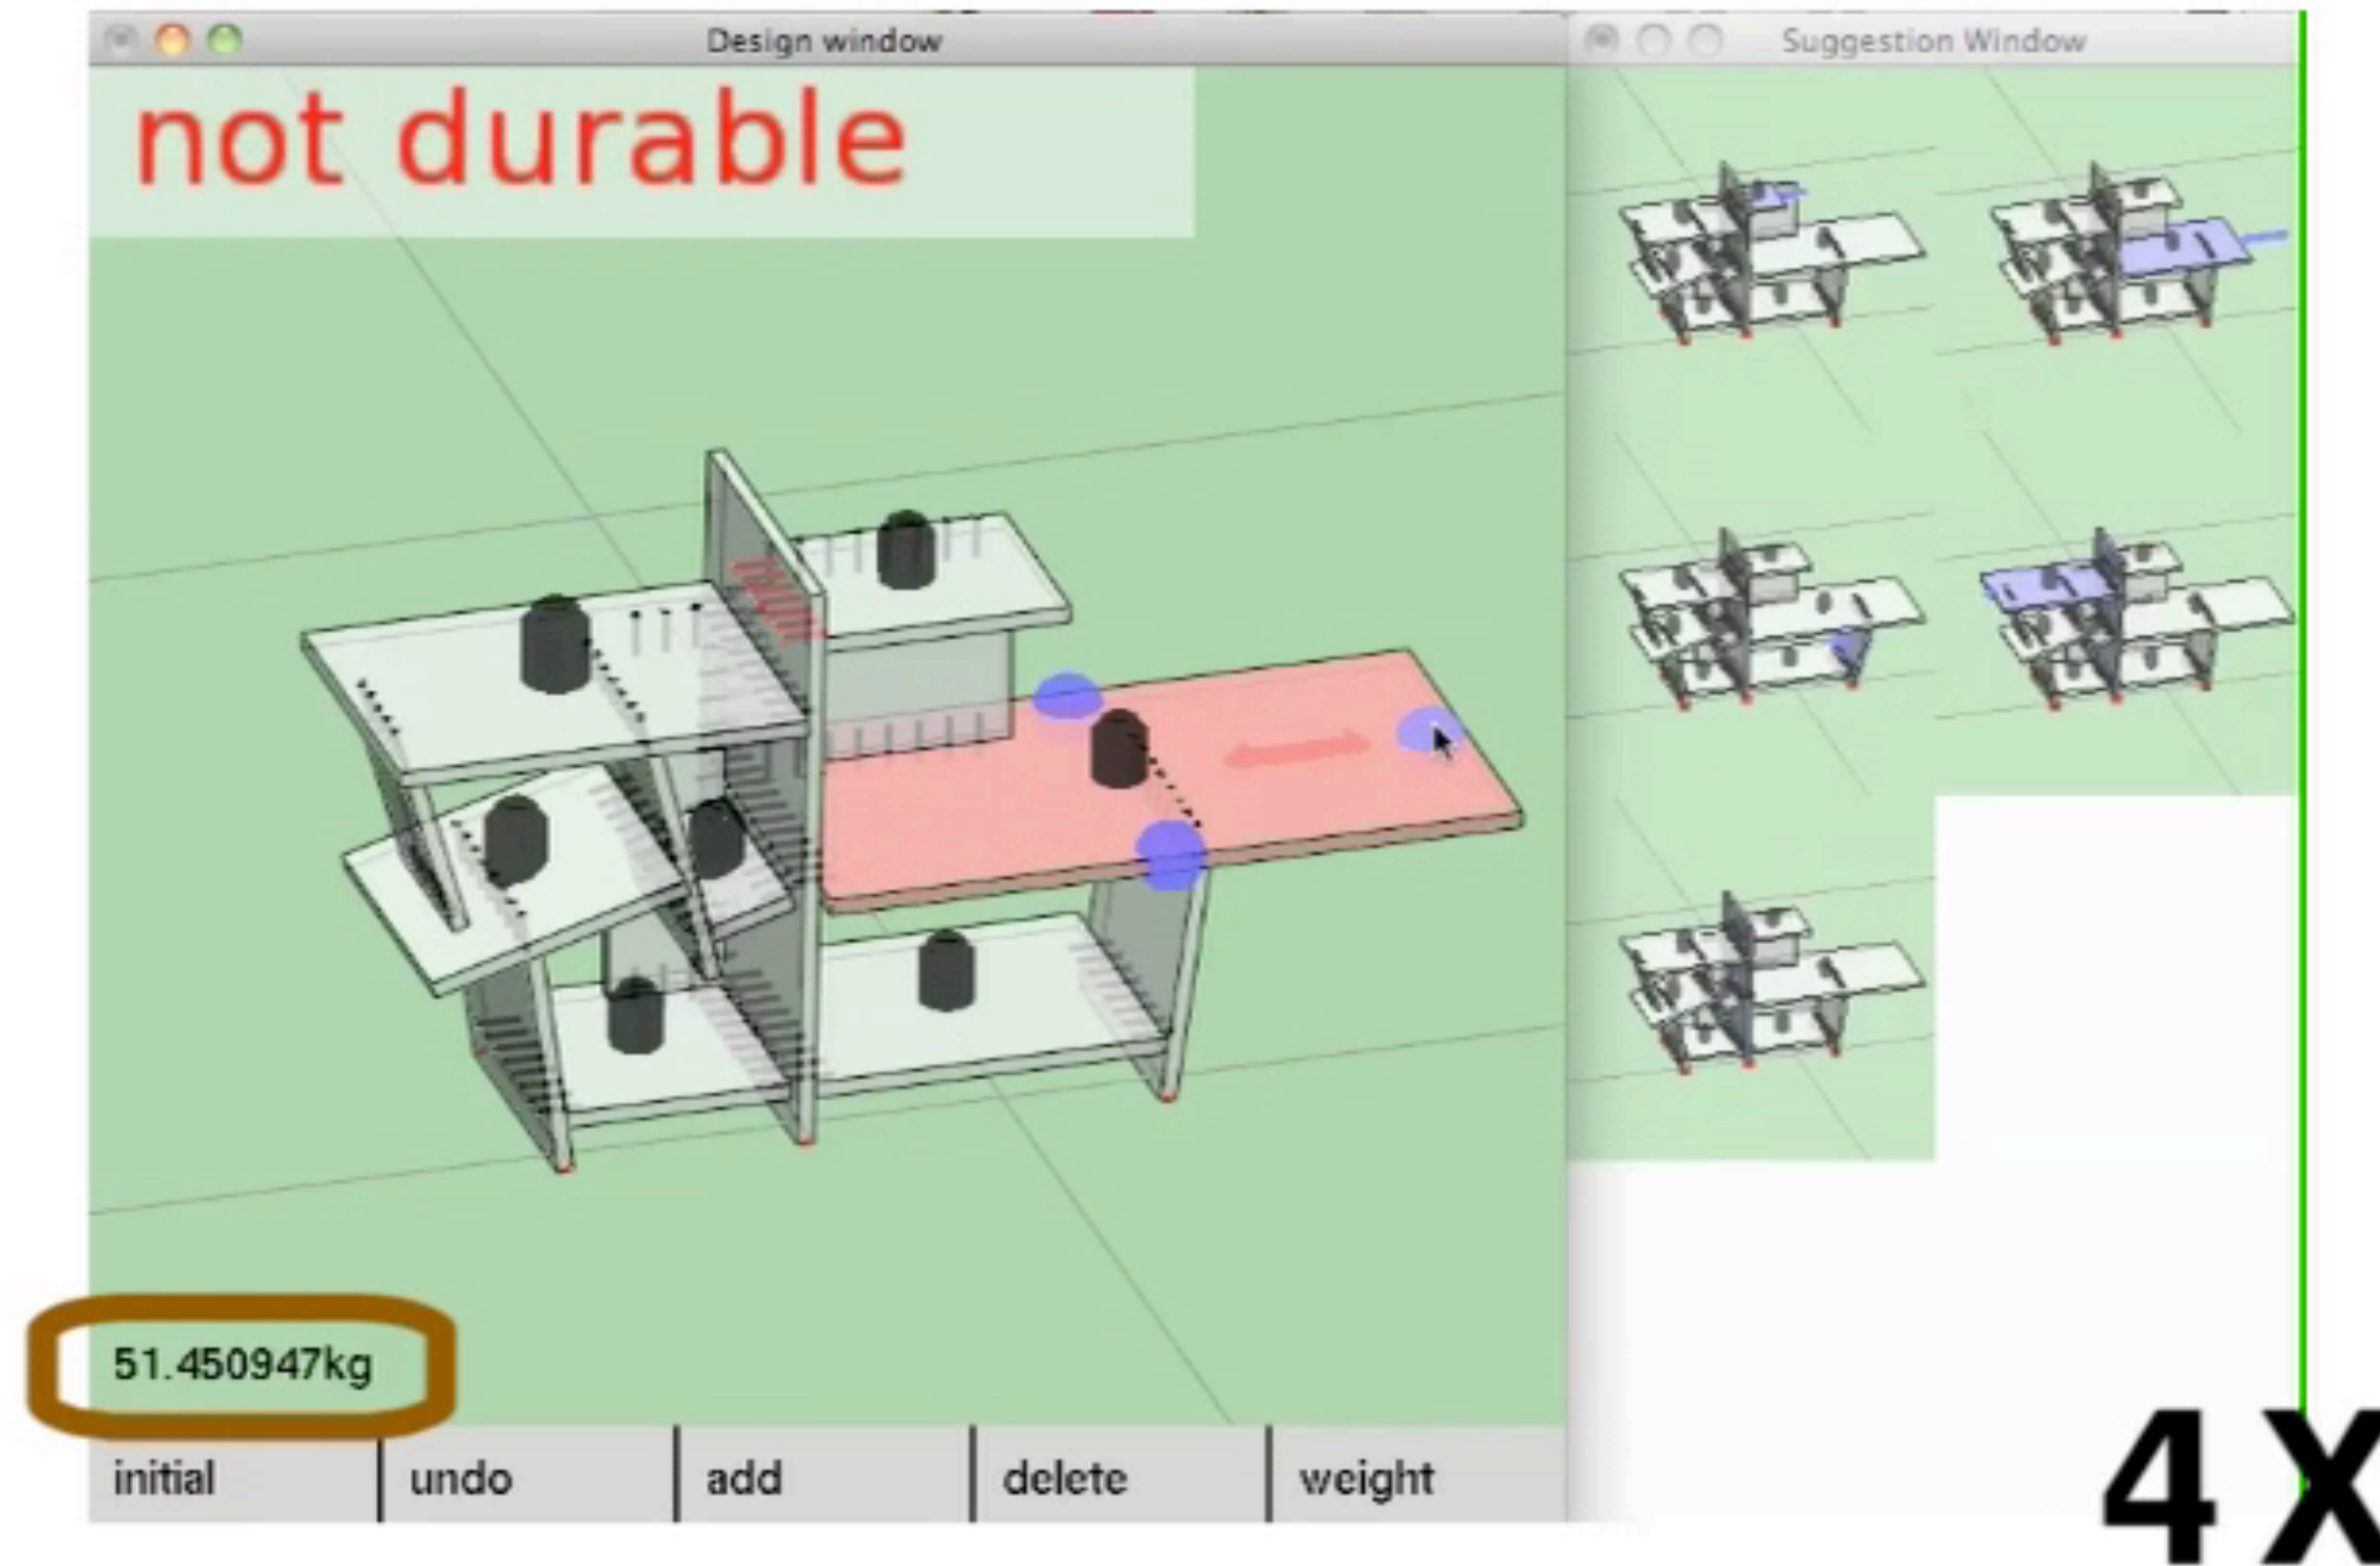 Design window
Suggestion Window
not durable
51.450947kg
initial
undo
add
delete
weight
4X